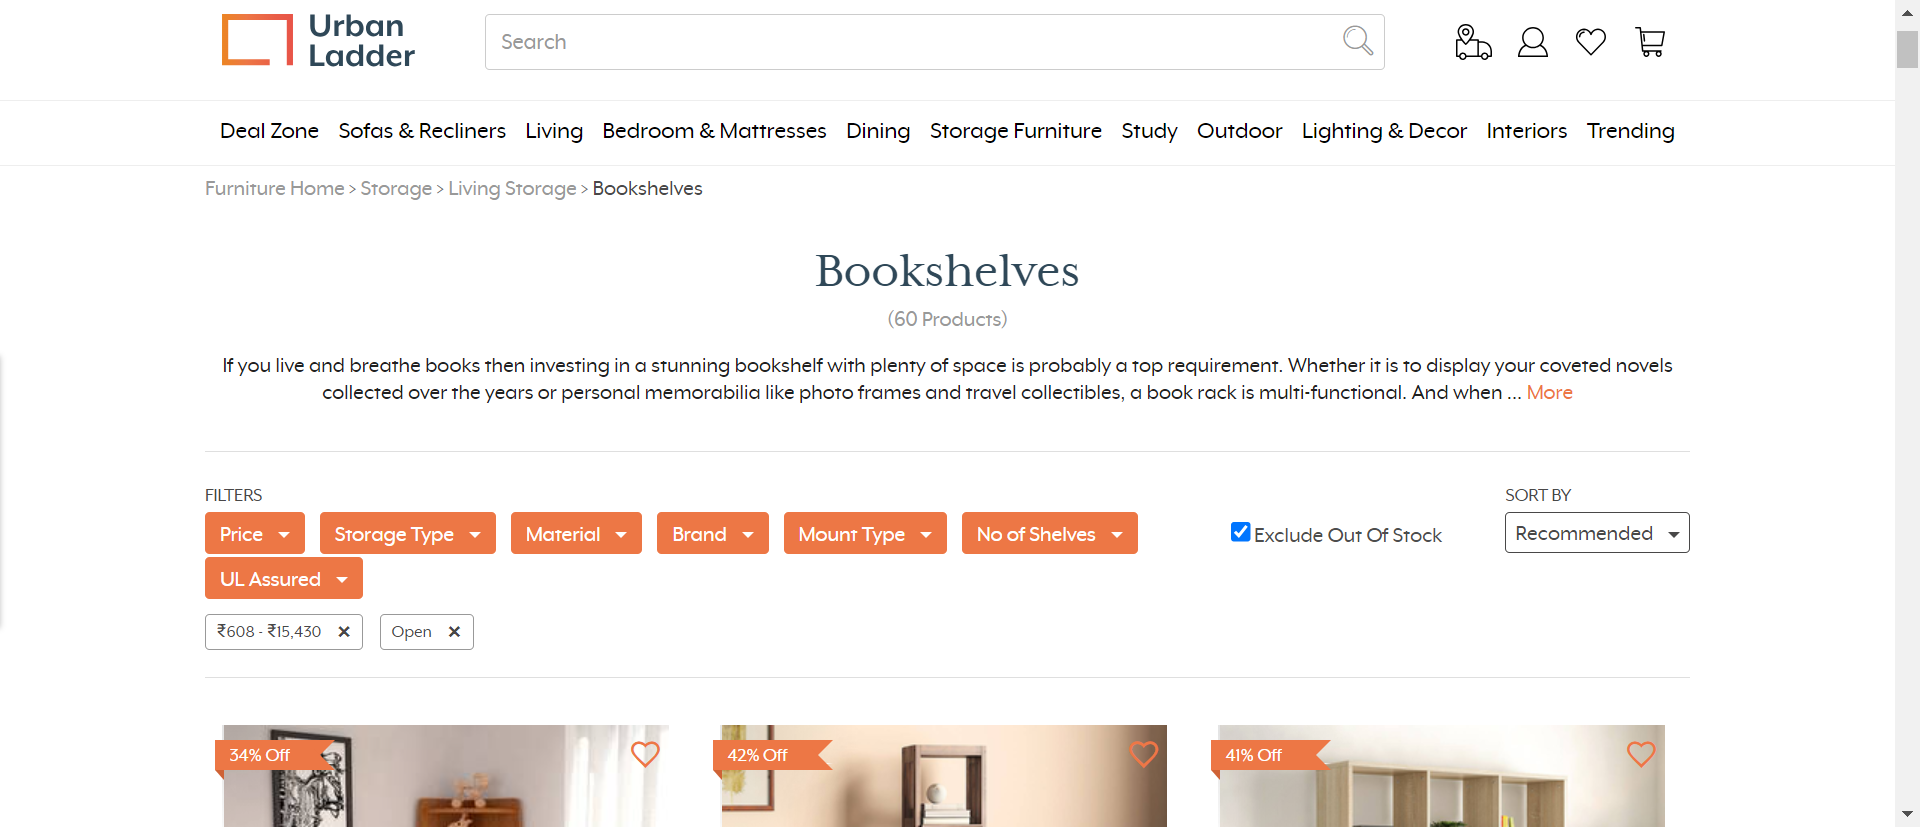 Urban
Ladder
Search
Deal Zone Sofas & Recliners Living Bedroom & Mattresses Dining Storage Furniture Study Outdoor Lighting & Decor Interiors Trending
Furniture Home > Storage > Living Storage > Bookshelves
Bookshelves
(60 Products)
If you live and breathe books then investing in a stunning bookshelf with plenty of space is probably a top requirement. Whether it is to display your coveted novels
collected over the years or personal memorabilia like photo frames and travel collectibles, a book rack is multi-functional. And when ... More
FILTERS
SORT BY
Price Storage Type Material Brand Mount Type No of Shelves Exclude Out Of Stock Recommended
UL Assured
₹608 - ₹15,430 × Open ×
34% Off 42% Off 41% Off